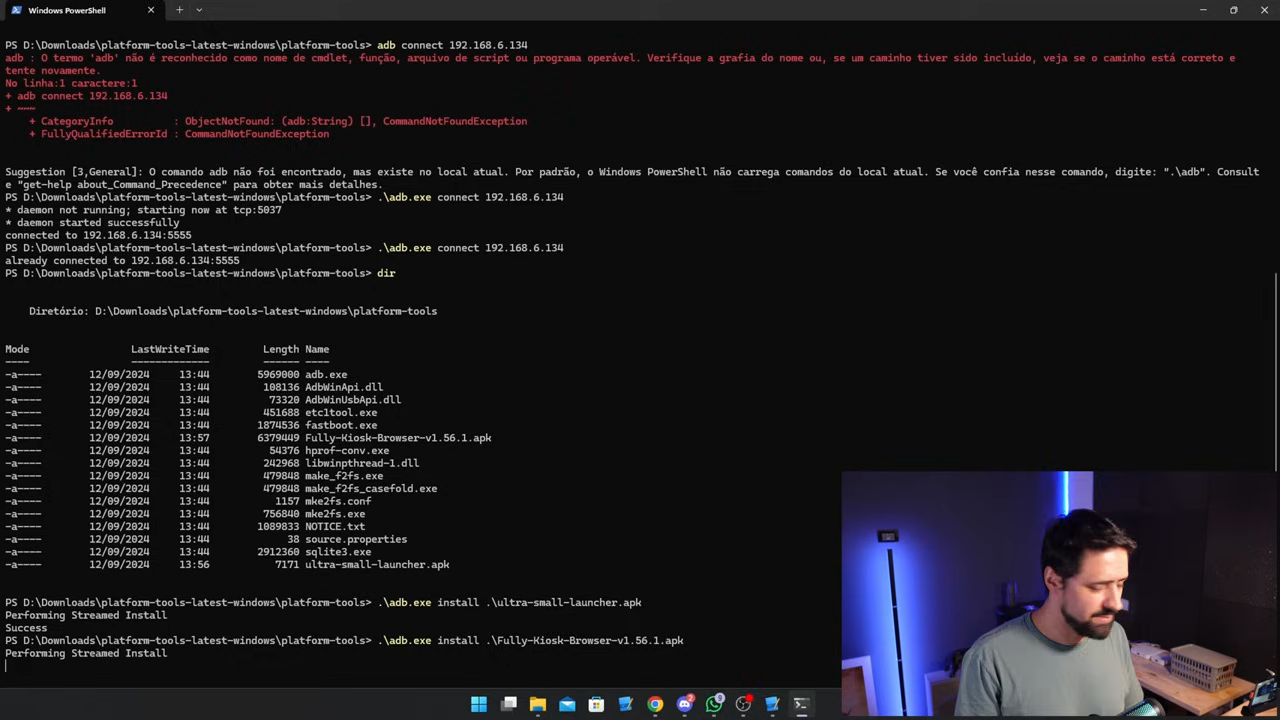 Windows PowerShell
PS D:\Downloads\platform-tools-latest-windows\platform-tools> adb connect 192.168.6.134
adb : O termo 'adb' não é reconhecido como nome de cmdlet, função, arquivo de script ou programa operável. Verifique a grafia do nome ou, se um caminho tiver sido incluído, veja se o caminho está correto e
tente novamente.
No linha:1 caractere:1
+ adb connect 192.168.6.134
+ ~~~
+ CategoryInfo : ObjectNotFound: (adb:String) [], CommandNotFoundException
+ FullyQualifiedErrorId : CommandNotFoundException
Suggestion [3,General]: O comando adb não foi encontrado, mas existe no local atual. Por padrão, o Windows PowerShell não carrega comandos do local atual. Se você confia nesse comando, digite: ".\adb". Consult
e "get-help about_Command_Precedence" para obter mais detalhes.
PS D:\Downloads\platform-tools-latest-windows\platform-tools> .\adb.exe connect 192.168.6.134
* daemon not running; starting now at tcp:5037
* daemon started successfully
connected to 192.168.6.134:5555
PS D:\Downloads\platform-tools-latest-windows\platform-tools> .\adb.exe connect 192.168.6.134
already connected to 192.168.6.134:5555
PS D:\Downloads\platform-tools-latest-windows\platform-tools> dir
Diretório: D:\Downloads\platform-tools-latest-windows\platform-tools
Mode LastWriteTime Length Name
---- ------------- ------ ----
-a---- 12/09/2024 13:44 5969000 adb.exe
-a---- 12/09/2024 13:44 108136 AdbWinApi.dll
-a---- 12/09/2024 13:44 73320 AdbWinUsbApi.dll
-a---- 12/09/2024 13:44 451688 etc1tool.exe
-a---- 12/09/2024 13:44 1874536 fastboot.exe
-a---- 12/09/2024 13:57 6379449 Fully-Kiosk-Browser-v1.56.1.apk
-a---- 12/09/2024 13:44 54376 hprof-conv.exe
-a---- 12/09/2024 13:44 242968 libwinpthread-1.dll
-a---- 12/09/2024 13:44 479848 make_f2fs.exe
-a---- 12/09/2024 13:44 479848 make_f2fs_casefold.exe
-a---- 12/09/2024 13:44 1157 mke2fs.conf
-a---- 12/09/2024 13:44 756840 mke2fs.exe
-a---- 12/09/2024 13:44 1089833 NOTICE.txt
-a---- 12/09/2024 13:44 38 source.properties
-a---- 12/09/2024 13:44 2912360 sqlite3.exe
-a---- 12/09/2024 13:56 7171 ultra-small-launcher.apk
PS D:\Downloads\platform-tools-latest-windows\platform-tools> .\adb.exe install .\ultra-small-launcher.apk
Performing Streamed Install
Success
PS D:\Downloads\platform-tools-latest-windows\platform-tools> .\adb.exe install .\Fully-Kiosk-Browser-v1.56.1.apk
Performing Streamed Install